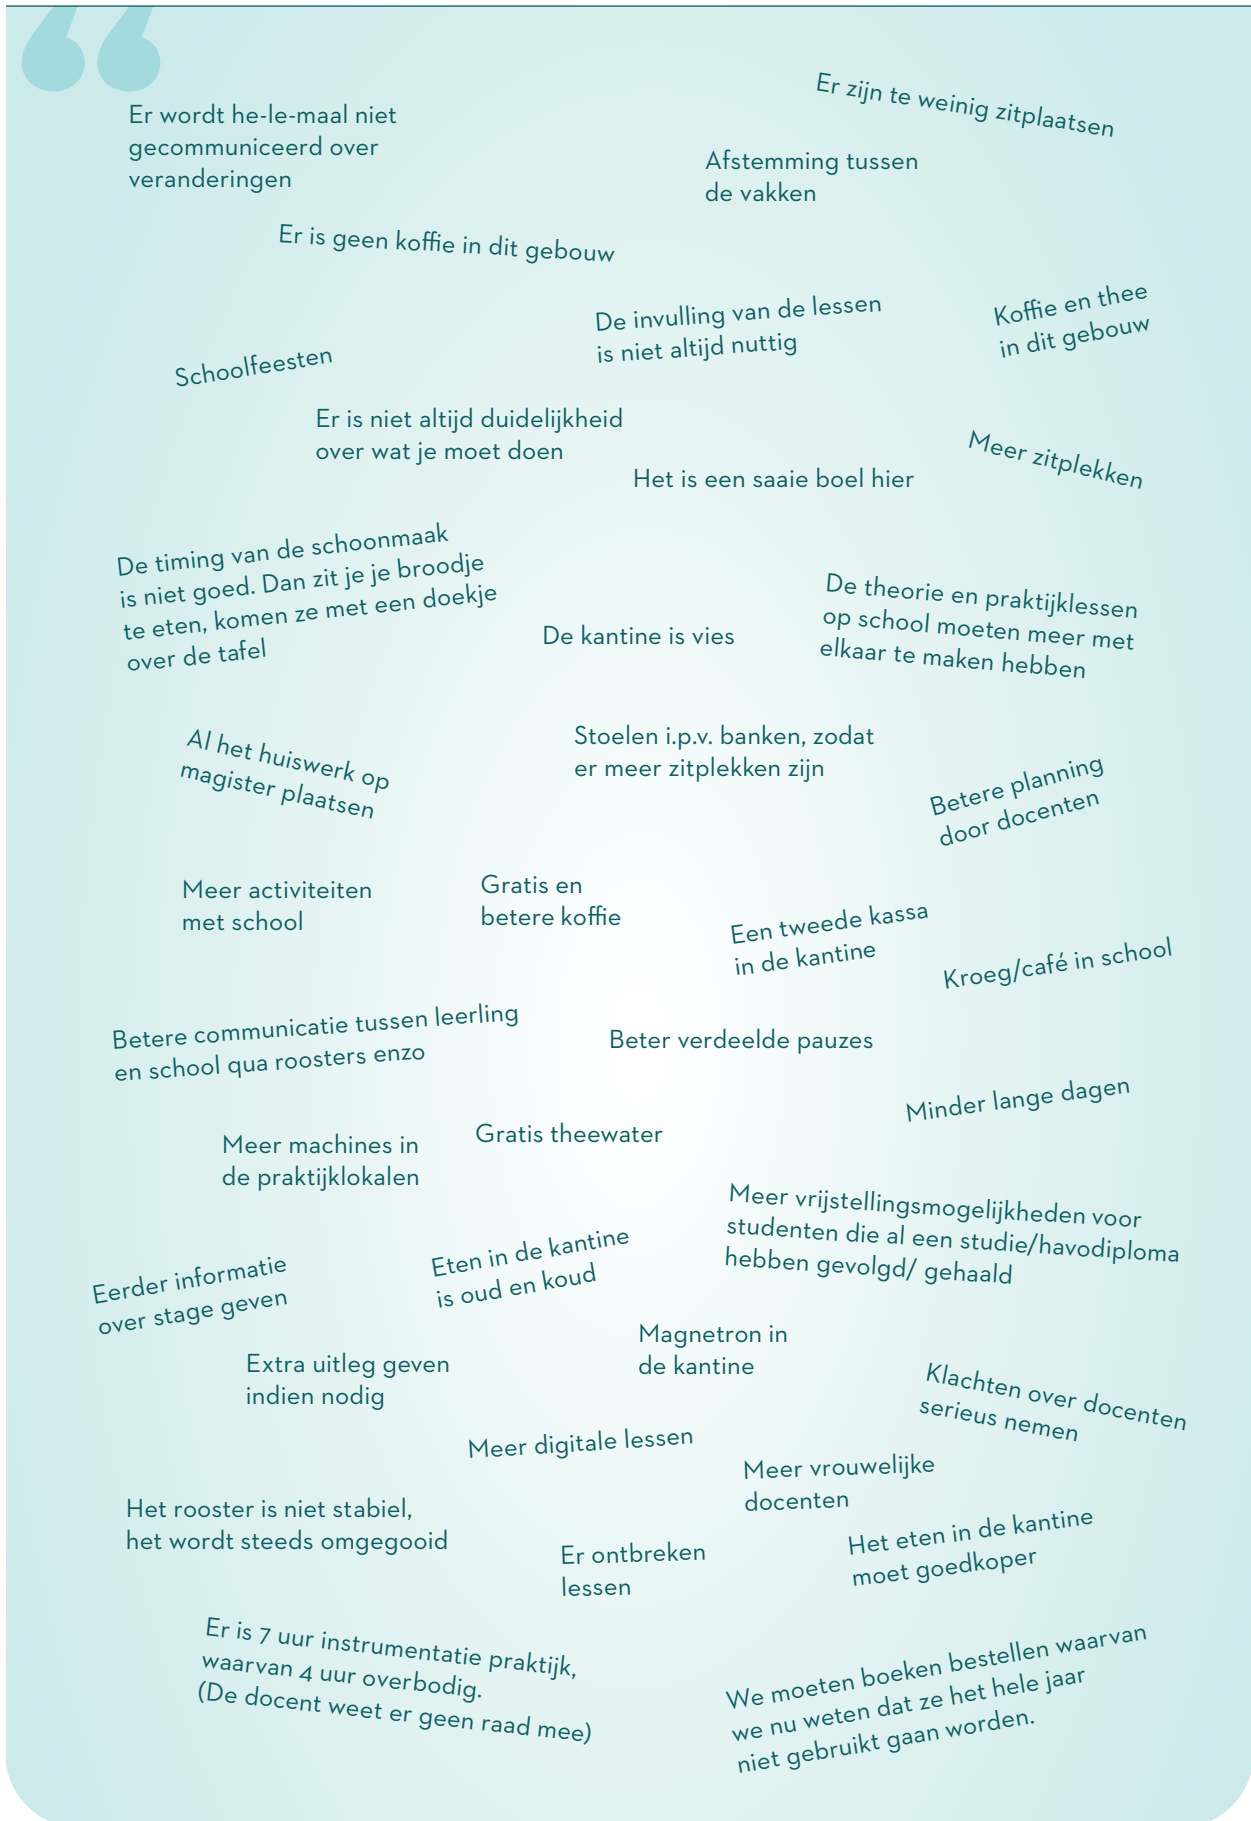 Er zijn te weinig zitplaatsen
Er wordt he-le-maal niet
gecommuniceerd over
veranderingen
Afstemming tussen
de vakken
Er is geen koffie in dit gebouw
De invulling van de lessen
is niet altijd nuttig
Koffie en thee
in dit gebouw
Schoolfeesten
Er is niet altijd duidelijkheid
over wat je moet doen
Meer zitplekken
Het is een saaie boel hier
De timing van de schoonmaak
is niet goed. Dan zit je je broodje
te eten, komen ze met een doekje
over de tafel
De theorie en praktijklessen
op school moeten meer met
elkaar te maken hebben
De kantine is vies
Al het huiswerk op
magister plaatsen
Stoelen i.p.v. banken, zodat
er meer zitplekken zijn
Betere planning
door docenten
Meer activiteiten
met school
Gratis en
betere koffie
Een tweede kassa
in de kantine
Kroeg/café in school
Betere communicatie tussen leerling
en school qua roosters enzo
Beter verdeelde pauzes
Minder lange dagen
Meer machines in
de praktijklokalen
Gratis theewater
Meer vrijstellingsmogelijkheden voor
studenten die al een studie/havodiploma
hebben gevolgd/ gehaald
Eerder informatie
over stage geven
Eten in de kantine
is oud en koud
Magnetron in
de kantine
Extra uitleg geven
indien nodig
Klachten over docenten
serieus nemen
Meer digitale lessen
Meer vrouwelijke
docenten
Het rooster is niet stabiel,
het wordt steeds omgegooid
Er ontbreken
lessen
Het eten in de kantine
moet goedkoper
Er is 7 uur instrumentatie praktijk,
waarvan 4 uur overbodig.
(De docent weet er geen raad mee)
We moeten boeken bestellen waarvan
we nu weten dat ze het hele jaar
niet gebruikt gaan worden.